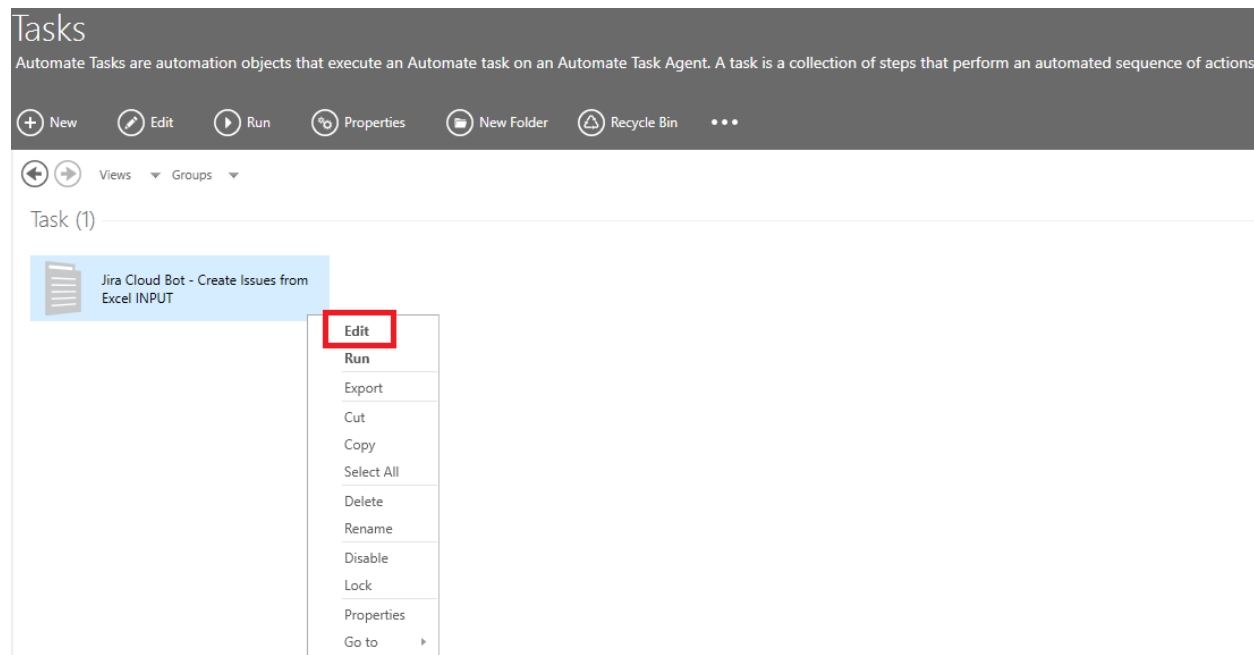 Tasks
Automate Tasks are automation objects that execute an Automate task on an Automate Task Agent. A task is a collection of steps that perform an automated sequence of actions
New Edit Run Properties New Folder Recycle Bin •••
Views Groups
Task (1)
Jira Cloud Bot - Create Issues from
Excel INPUT
Edit
Run
Export
Cut
Copy
Select All
Delete
Rename
Disable
Lock
Properties
Go to